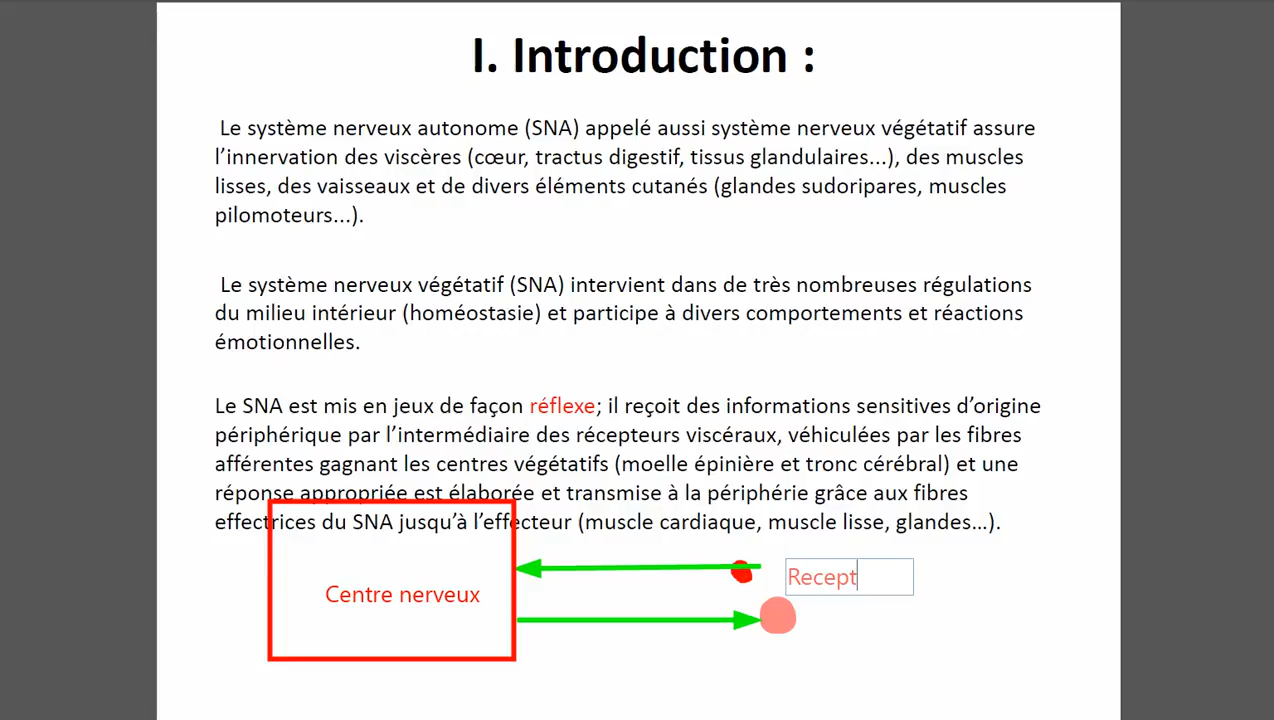 I. Introduction :
Le système nerveux autonome (SNA) appelé aussi système nerveux végétatif assure
l’innervation des viscères (cœur, tractus digestif, tissus glandulaires...), des muscles
lisses, des vaisseaux et de divers éléments cutanés (glandes sudoripares, muscles
pilomoteurs...).
Le système nerveux végétatif (SNA) intervient dans de très nombreuses régulations
du milieu intérieur (homéostasie) et participe à divers comportements et réactions
émotionnelles.
Le SNA est mis en jeux de façon réflexe; il reçoit des informations sensitives d’origine
périphérique par l’intermédiaire des récepteurs viscéraux, véhiculées par les fibres
afférentes gagnant les centres végétatifs (moelle épinière et tronc cérébral) et une
réponse appropriée est élaborée et transmise à la périphérie grâce aux fibres
effectrices du SNA jusqu’à l’effecteur (muscle cardiaque, muscle lisse, glandes...).
Recept
Centre nerveux